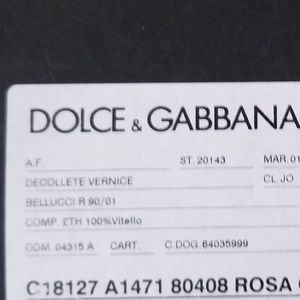 DOLCE & GABBANA
A.F. ST. 20143 MAR. 01
DECOLLETE VERNICE CL. JO
BELLUCCI R 90/01
COMP. ETH 100%Vitello
COM. 04315 A CART. C.DOG. 64035999
C18127 A1471 80408 ROSA